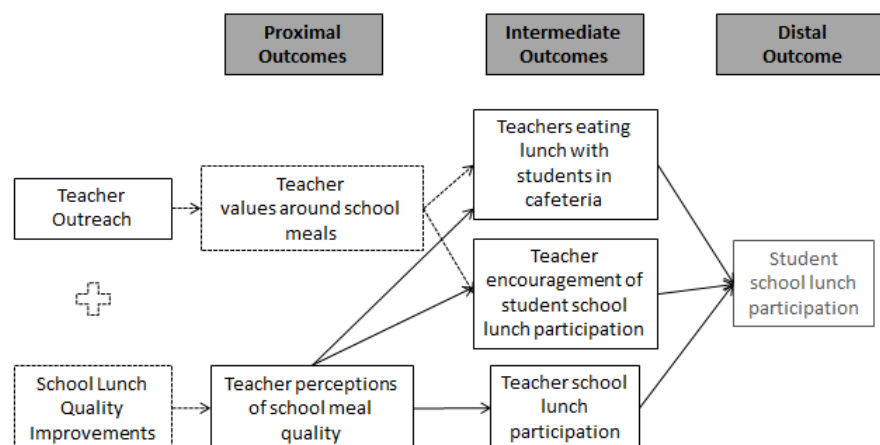 Proximal
Outcomes
Intermediate
Outcomes
Distal
Outcome
Teacher
Outreach
Teacher
values around school
meals
Teachers eating
lunch with
students in
cafeteria
Teacher
encouragement of
student school
lunch participation
Student
school lunch
participation
School Lunch
Quality
Improvements
Teacher perceptions
of school meal
quality
Teacher school
lunch
participation